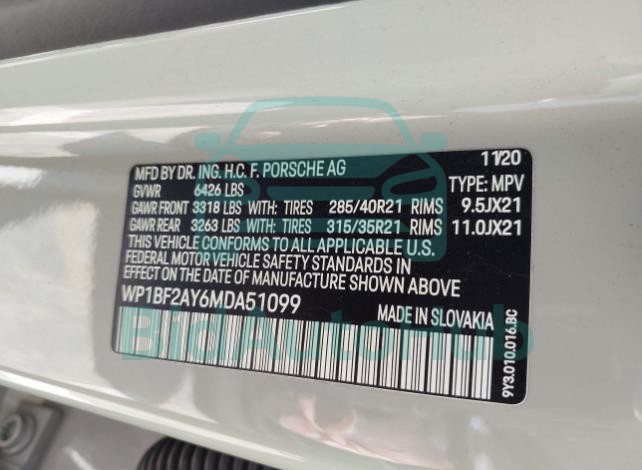 MFD BY DR. ING. H.C. F. PORSCHE AG 11/20
GVWR 6426 LBS TYPE: MPV
GAWR FRONT 3318 LBS WITH: TIRES 285/40R21 RIMS 9.5JX21
GAWR REAR 3263 LBS WITH: TIRES 315/35R21 RIMS 11.0JX21
THIS VEHICLE CONFORMS TO ALL APPLICABLE U.S.
FEDERAL MOTOR VEHICLE SAFETY STANDARDS IN
EFFECT ON THE DATE OF MANUFACTURE SHOWN ABOVE
WP1BF2AY6MDA51099 MADE IN SLOVAKIA
9Y3.010.016.BC
BidAutoHub